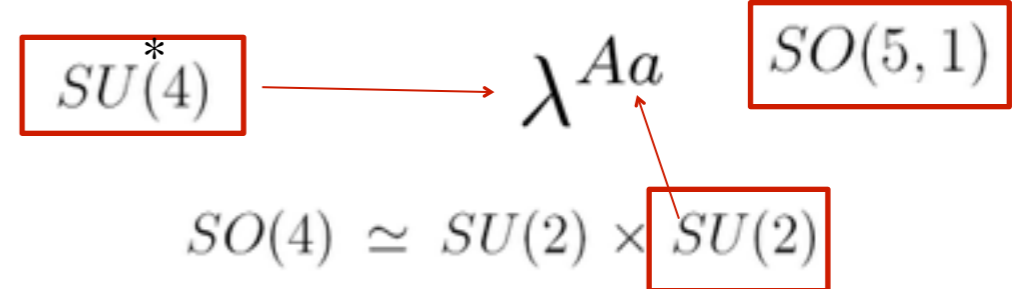 SU*(4) λ^{Aa} SO(5, 1)
SO(4) ≃ SU(2) × SU(2)